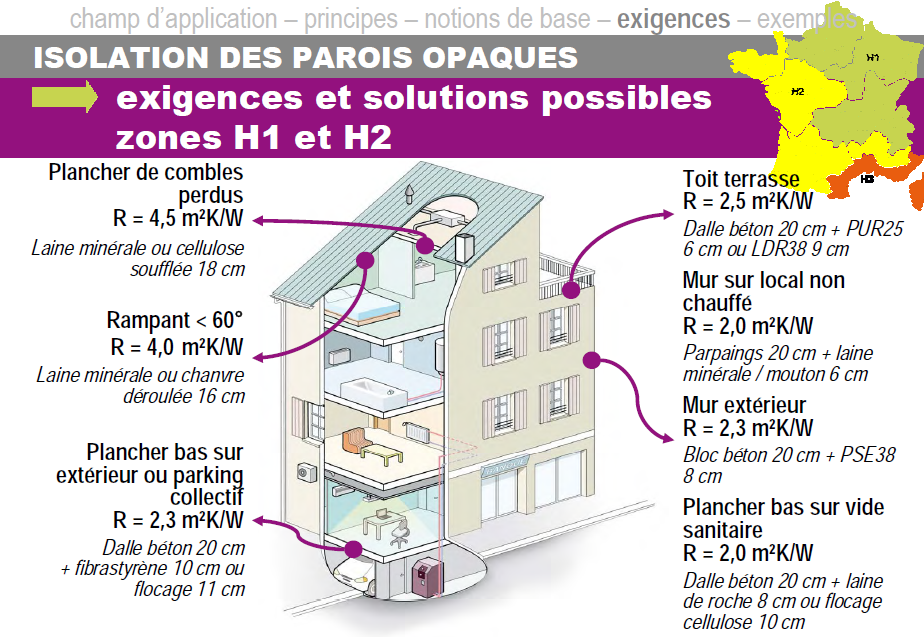 champ d'application – principes – notions de base – exigences – exemples
ISOLATION DES PAROIS OPAQUES
exigences et solutions possibles
zones H1 et H2
H1
H2
H3
Plancher de combles
perdus
R = 4,5 m²K/W
Laine minérale ou cellulose
soufflée 18 cm
Rampant < 60°
R = 4,0 m²K/W
Laine minérale ou chanvre
déroulée 16 cm
Plancher bas sur
extérieur ou parking
collectif
R = 2,3 m²K/W
Dalle béton 20 cm
+ fibrastyrène 10 cm ou
flocage 11 cm
BANQUE
Toit terrasse
R = 2,5 m²K/W
Dalle béton 20 cm + PUR25
6 cm ou LDR38 9 cm
Mur sur local non
chauffé
R = 2,0 m²K/W
Parpaings 20 cm + laine
minérale / mouton 6 cm
Mur extérieur
R = 2,3 m²K/W
Bloc béton 20 cm + PSE38
8 cm
Plancher bas sur vide
sanitaire
R = 2,0 m²K/W
Dalle béton 20 cm + laine
de roche 8 cm ou flocage
cellulose 10 cm